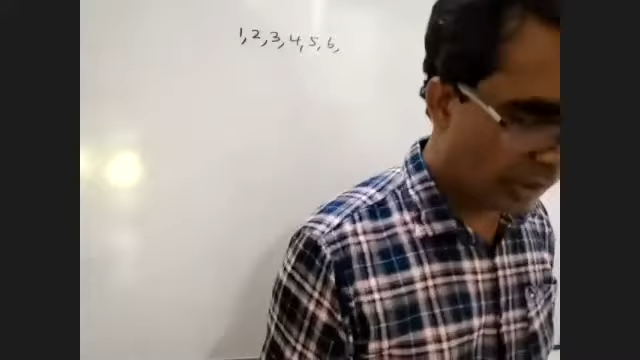 1, 2, 3, 4, 5, 6,